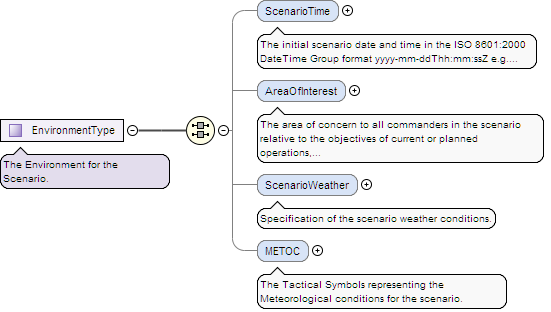 ScenarioTime
The initial scenario date and time in the ISO 8601:2000
DateTime Group format yyyy-mm-ddThh:mm:ssZ e.g....
AreaOfInterest
The area of concern to all commanders in the scenario
relative to the objectives of current or planned
operations,...
EnvironmentType
The Environment for the
Scenario.
ScenarioWeather
Specification of the scenario weather conditions.
METOC
The Tactical Symbols representing the
Meteorological conditions for the scenario.